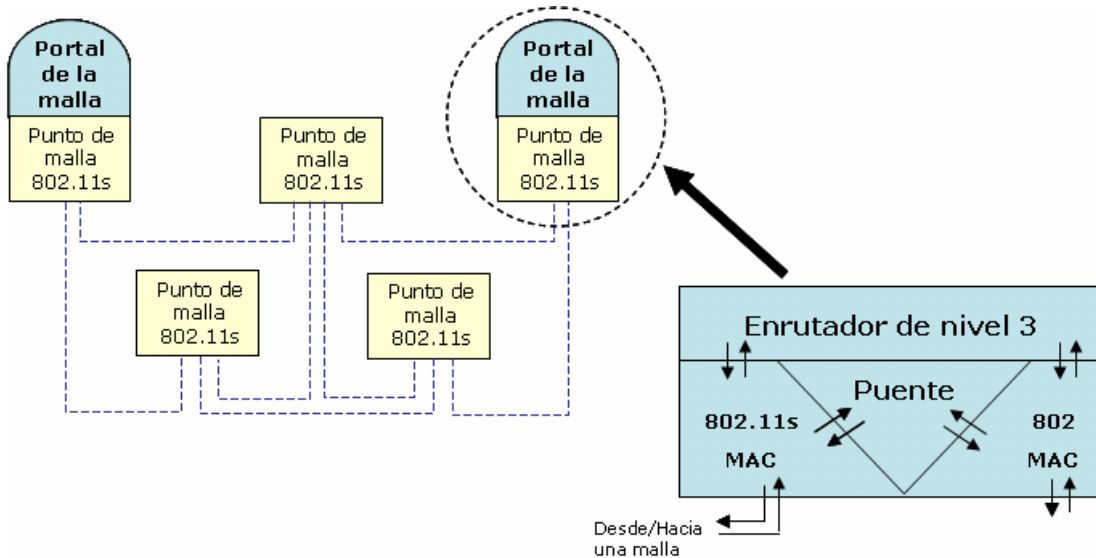 Portal
de la
malla
Punto de
malla
802.11s
Punto de
malla
802.11s
Portal
de la
malla
Punto de
malla
802.11s
Punto de
malla
802.11s
Punto de
malla
802.11s
Enrutador de nivel 3
Puente
802.11s
MAC
802
MAC
Desde/Hacia
una malla